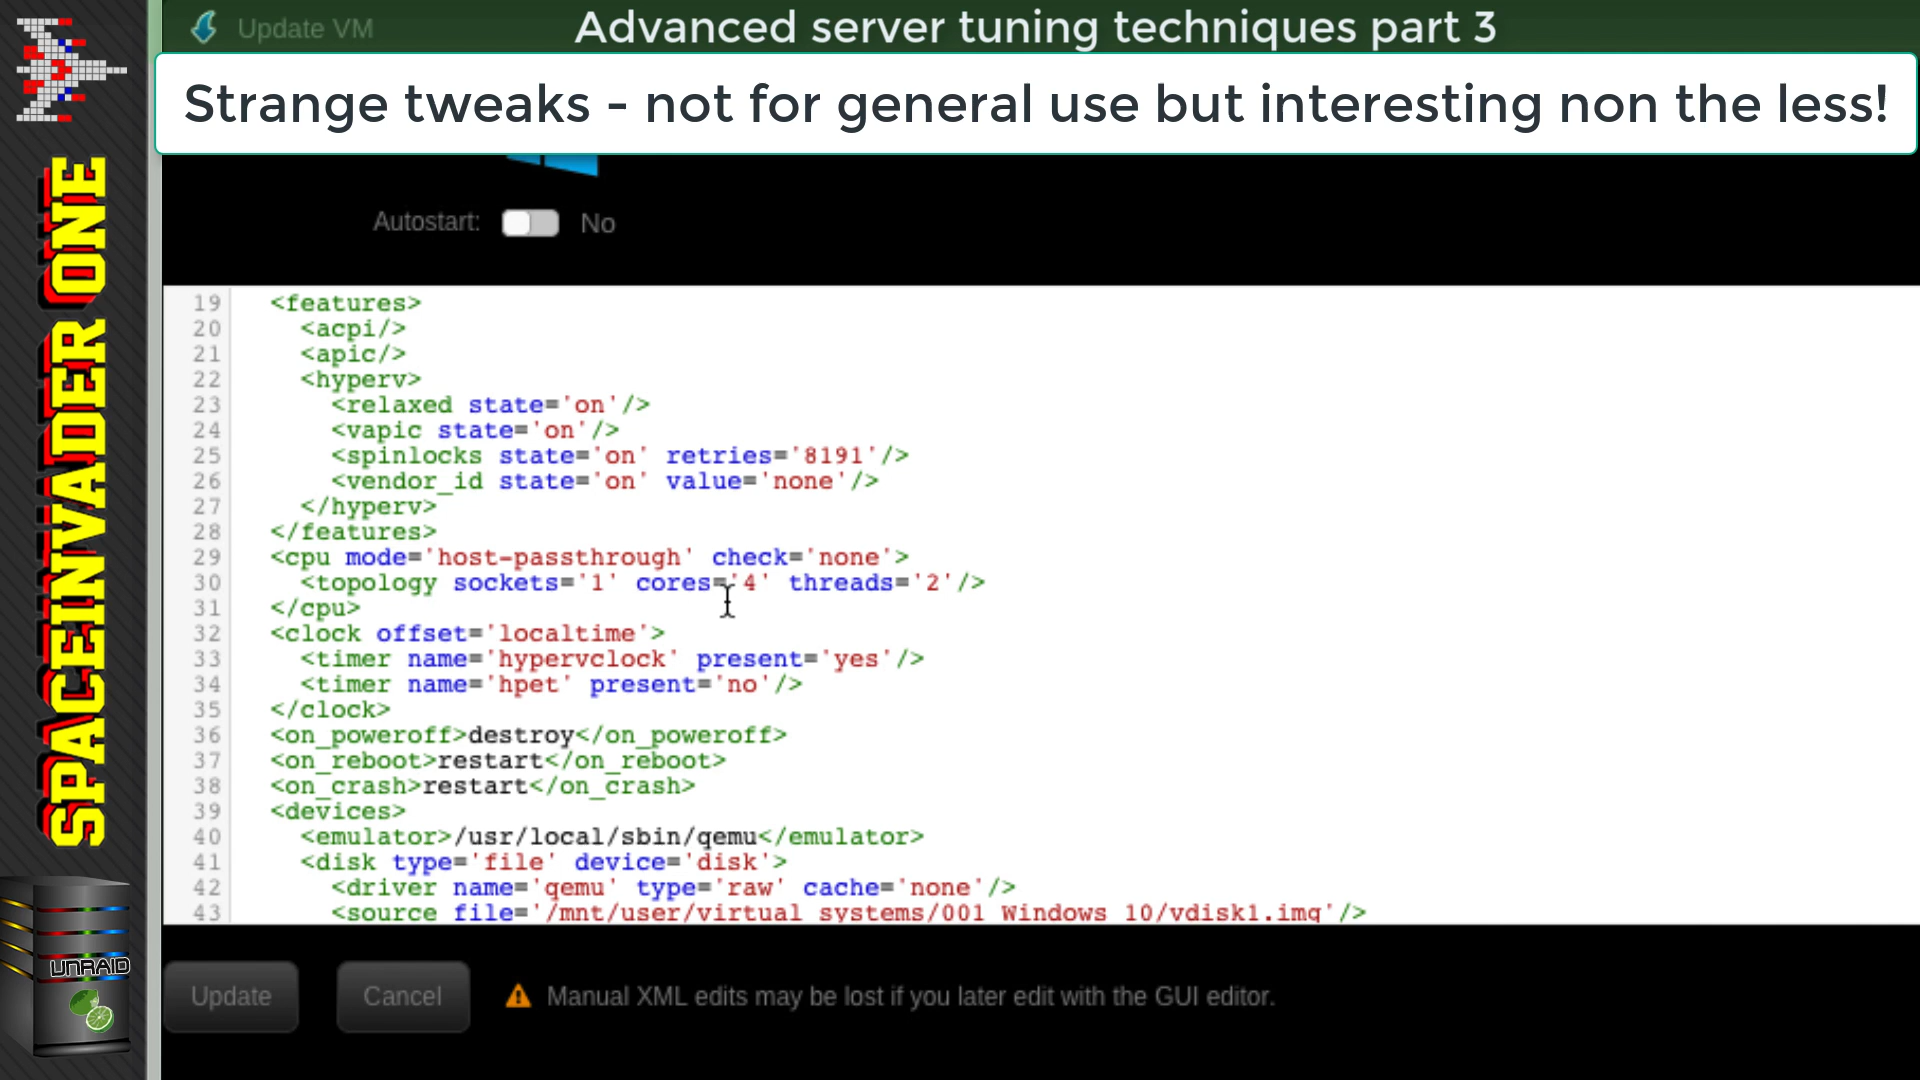 Update VM
Advanced server tuning techniques part 3
Strange tweaks - not for general use but interesting non the less!
SPACEINVADER ONE
Autostart: No
19 <features>
20 <acpi/>
21 <apic/>
22 <hyperv>
23 <relaxed state='on'/>
24 <vapic state='on'/>
25 <spinlocks state='on' retries='8191'/>
26 <vendor_id state='on' value='none'/>
27 </hyperv>
28 </features>
29 <cpu mode='host-passthrough' check='none'>
30 <topology sockets='1' cores='4' threads='2'/>
31 </cpu>
32 <clock offset='localtime'>
33 <timer name='hypervclock' present='yes'/>
34 <timer name='hpet' present='no'/>
35 </clock>
36 <on_poweroff>destroy</on_poweroff>
37 <on_reboot>restart</on_reboot>
38 <on_crash>restart</on_crash>
39 <devices>
40 <emulator>/usr/local/sbin/qemu</emulator>
41 <disk type='file' device='disk'>
42 <driver name='qemu' type='raw' cache='none'/>
43 <source file='/mnt/user/virtual_systems/001_Windows_10/vdisk1.img'/>
UNRAID
Update
Cancel
Manual XML edits may be lost if you later edit with the GUI editor.